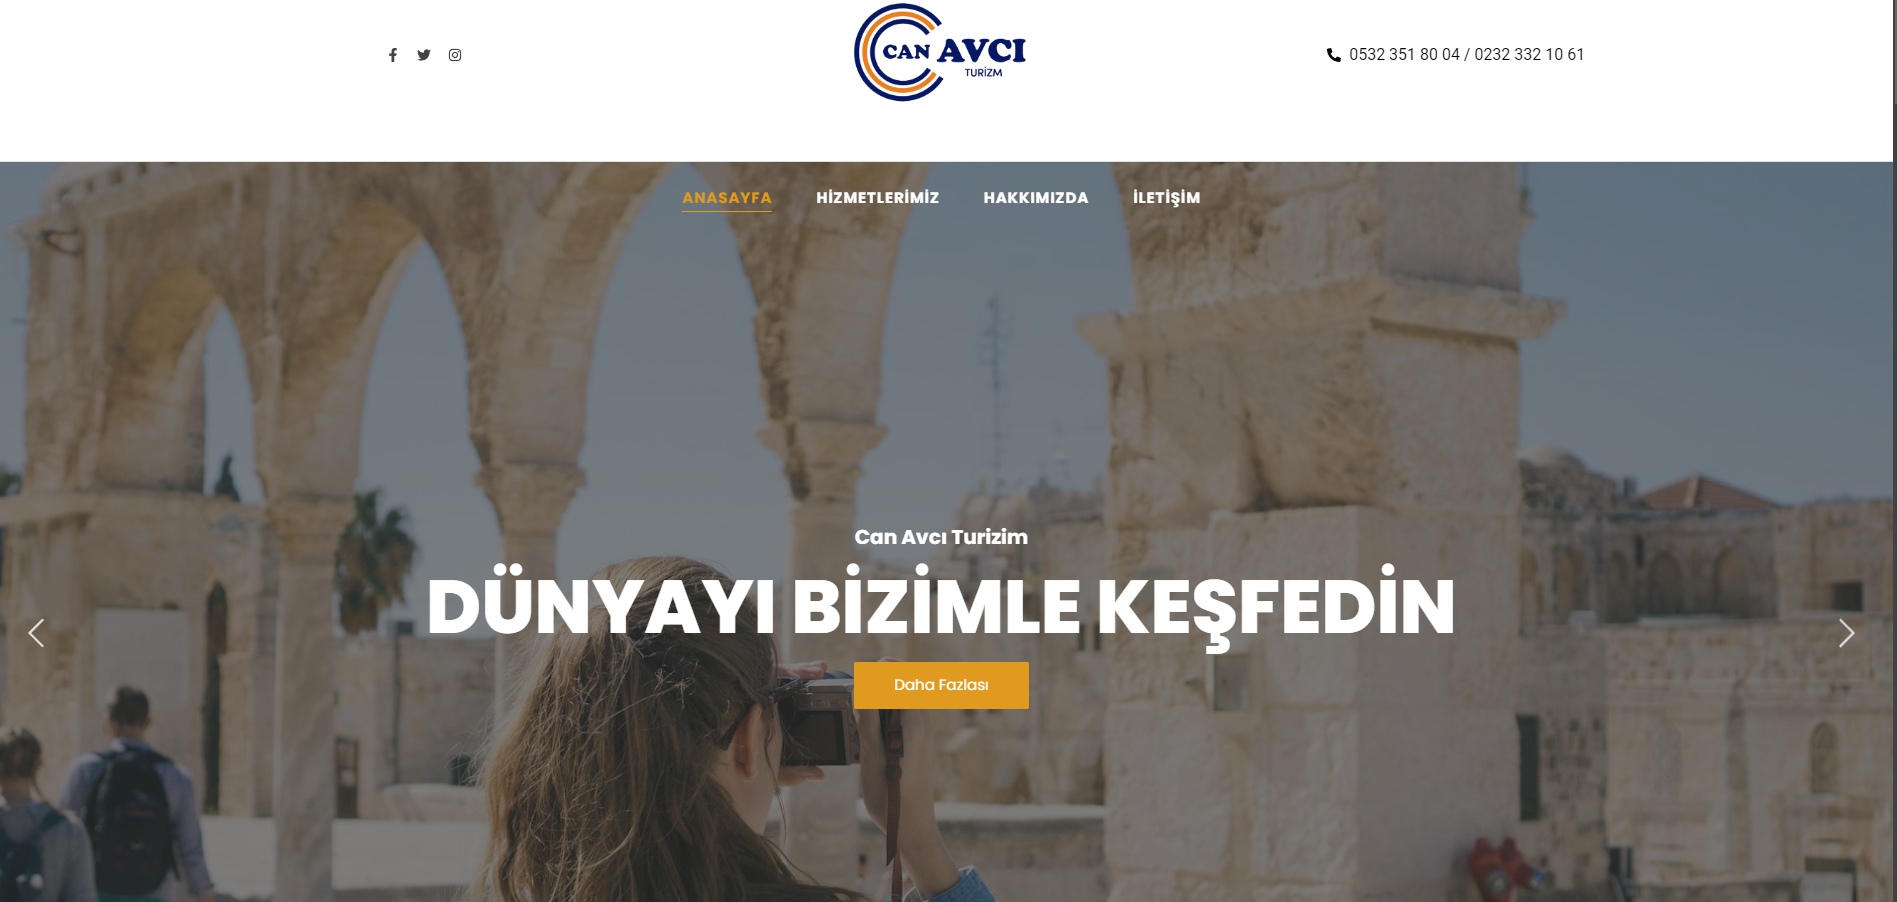 CAN AVCI
TURİZM
0532 351 80 04 / 0232 332 10 61
ANASAYFA HİZMETLERİMİZ HAKKIMIZDA İLETİŞİM
Can Avcı Turizim
DÜNYAYI BİZİMLE KEŞFEDİN
Daha Fazlası